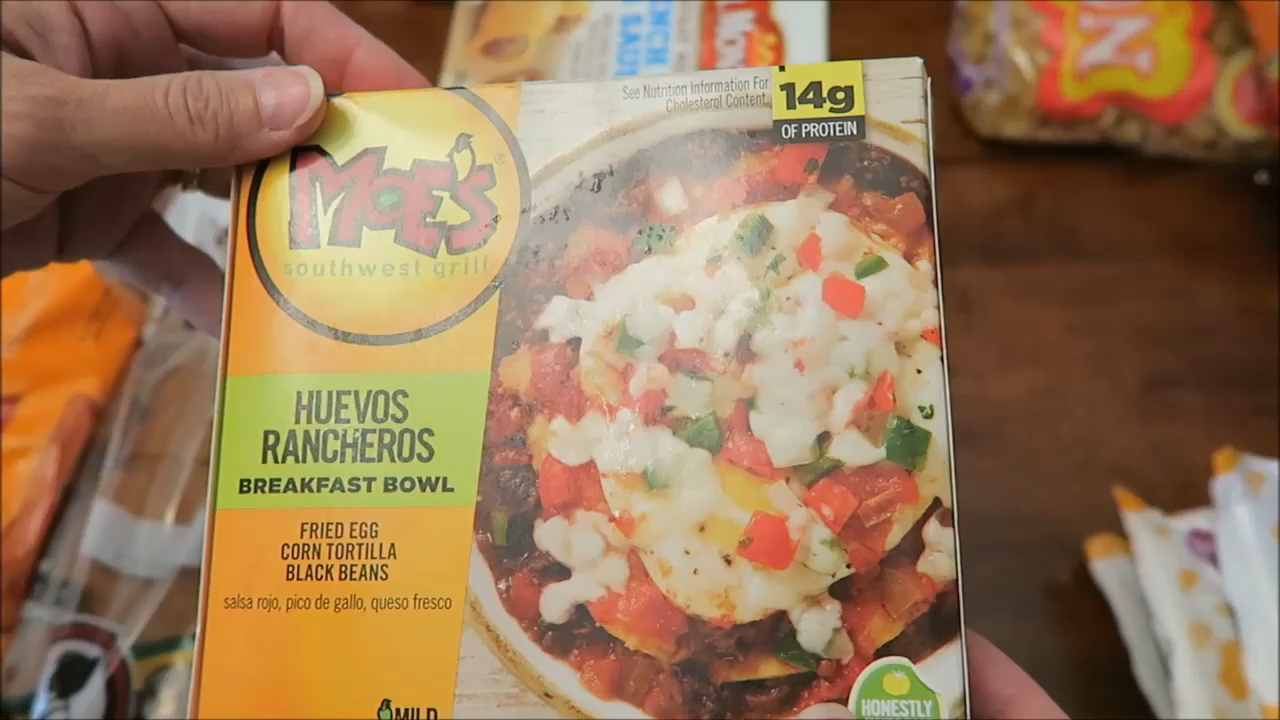 See Nutrition Information For
Cholesterol Content.
14g
OF PROTEIN
MOE'S
southwest grill
HUEVOS
RANCHEROS
BREAKFAST BOWL
FRIED EGG
CORN TORTILLA
BLACK BEANS
salsa rojo, pico de gallo, queso fresco
MILD
HONESTLY